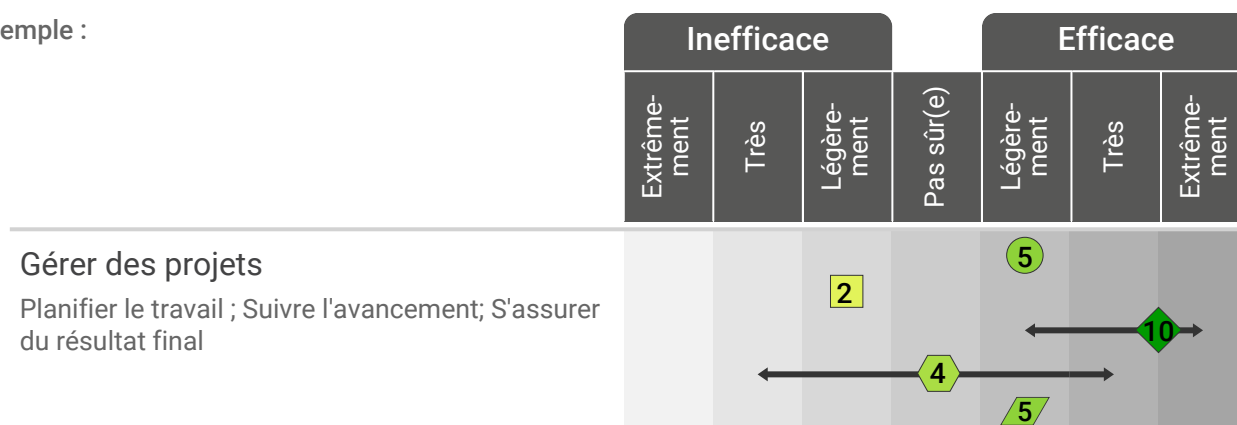 emple :
Inefficace
Efficace
Extrême-
ment
Très
Légère-
ment
Pas sûr(e)
Légère-
ment
Très
Extrême-
ment
Gérer des projets
Planifier le travail ; Suivre l'avancement; S'assurer
du résultat final
5
2
10
4
5